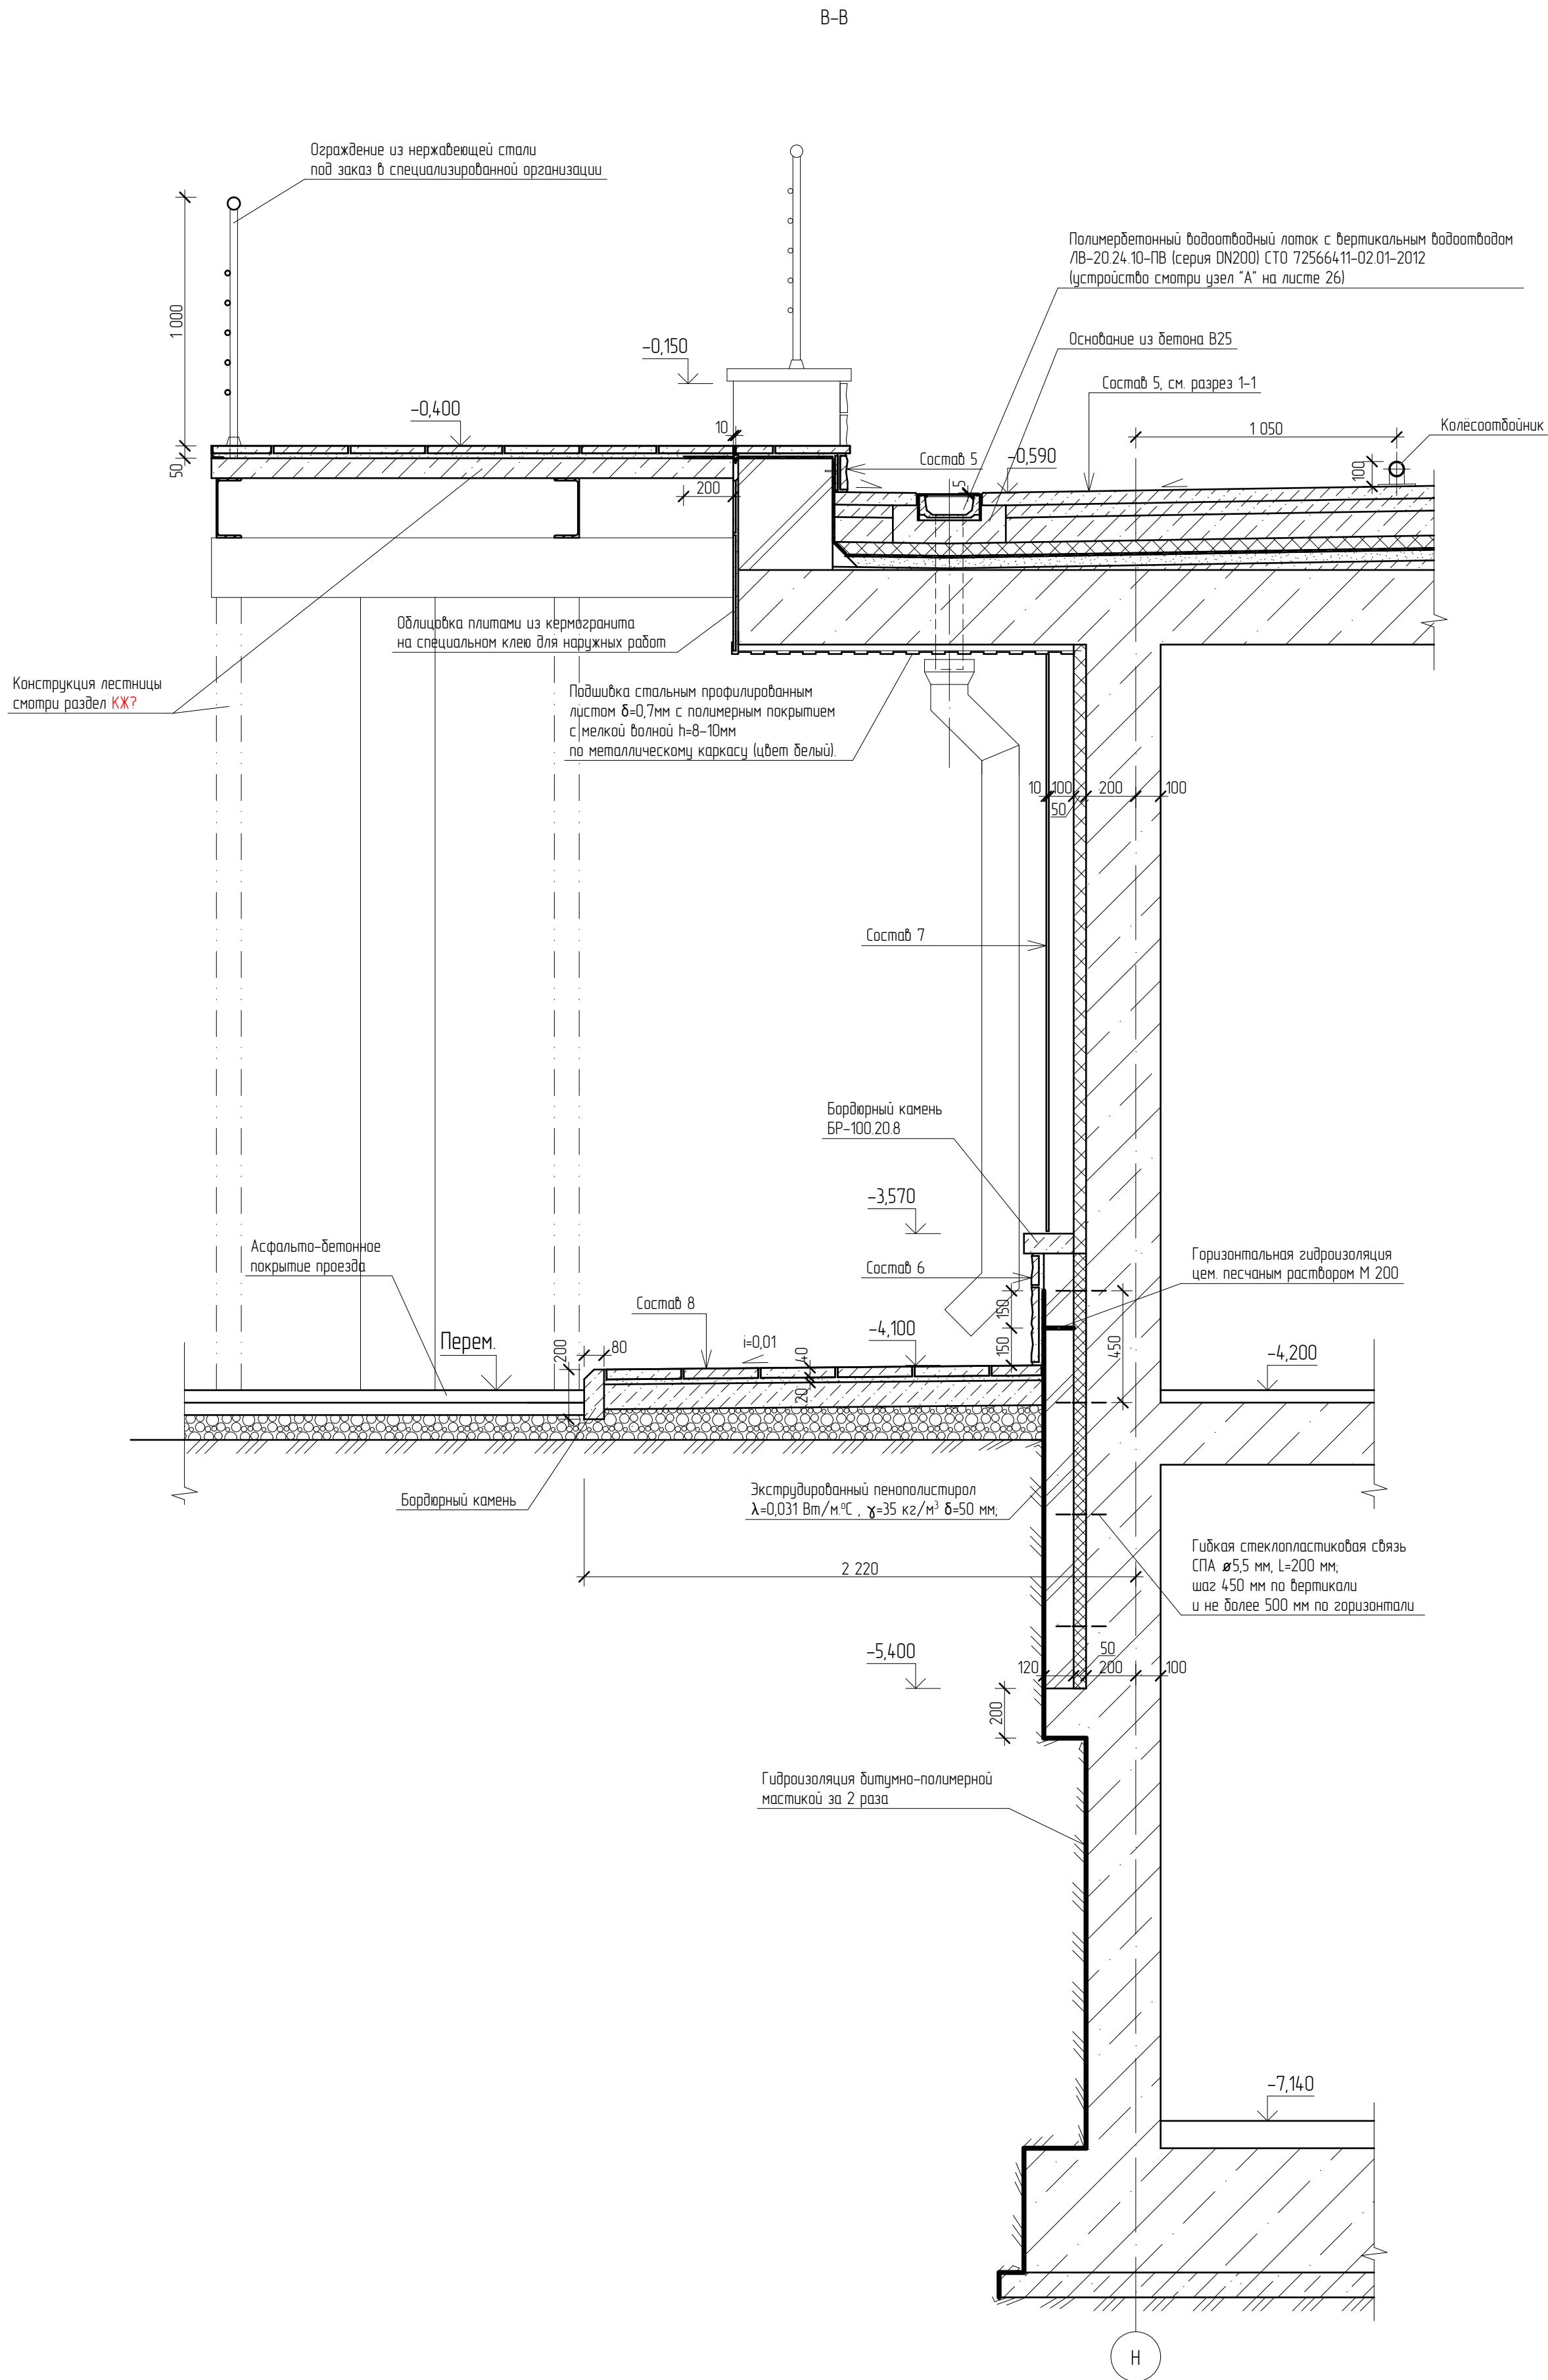 В-В
Ограждение из нержавеющей стали
под заказ в специализированной организации
Полимербетонный водоотводный лоток с вертикальным водоотводом
ЛВ-20.24.10-ПВ (серия DN200) СТО 72566411-02.01-2012
(устройство смотри узел "А" на листе 26)
1 000
-0,150
Основание из бетона В25
Состав 5, см. разрез 1-1
-0,400
10
1 050
Колёсоотбойник
50
200
Состав 5
-0,590
5
100
Облицовка плитами из кермогранита
на специальном клею для наружных работ
Конструкция лестницы
смотри раздел КЖ?
Подшивка стальным профилированным
листом δ=0,7мм с полимерным покрытием
с мелкой волной h=8-10мм
по металлическому каркасу (цвет белый).
10
100
200
100
50
Состав 7
Бордюрный камень
БР-100.20.8
-3,570
Асфальто-бетонное
покрытие проезда
Горизонтальная гидроизоляция
цем. песчаным раствором М 200
Состав 6
Состав 8
150
150
450
Перем.
200
80
i=0,01
40
20
-4,100
-4,200
Бордюрный камень
Экструдированный пенополистирол
λ=0,031 Вт/м.ºС , γ=35 кг/м³ δ=50 мм;
2 220
Гибкая стеклопластиковая связь
СПА ø5,5 мм, L=200 мм;
шаг 450 мм по вертикали
и не более 500 мм по горизонтали
-5,400
50
120
200
100
200
Гидроизоляция битумно-полимерной
мастикой за 2 раза
-7,140
Н